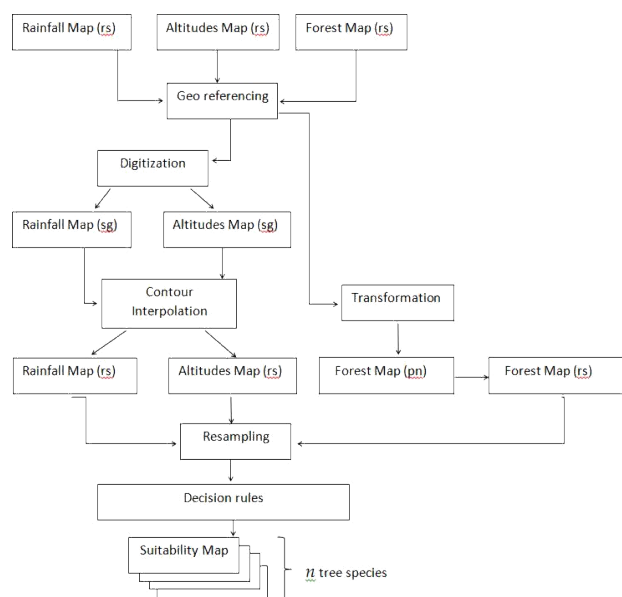 Rainfall Map (rs)
Altitudes Map (rs)
Forest Map (rs)
Geo referencing
Digitization
Rainfall Map (sg)
Altitudes Map (sg)
Contour
Interpolation
Transformation
Rainfall Map (rs)
Altitudes Map (rs)
Forest Map (pn)
Forest Map (rs)
Resampling
Decision rules
Suitability Map
n tree species